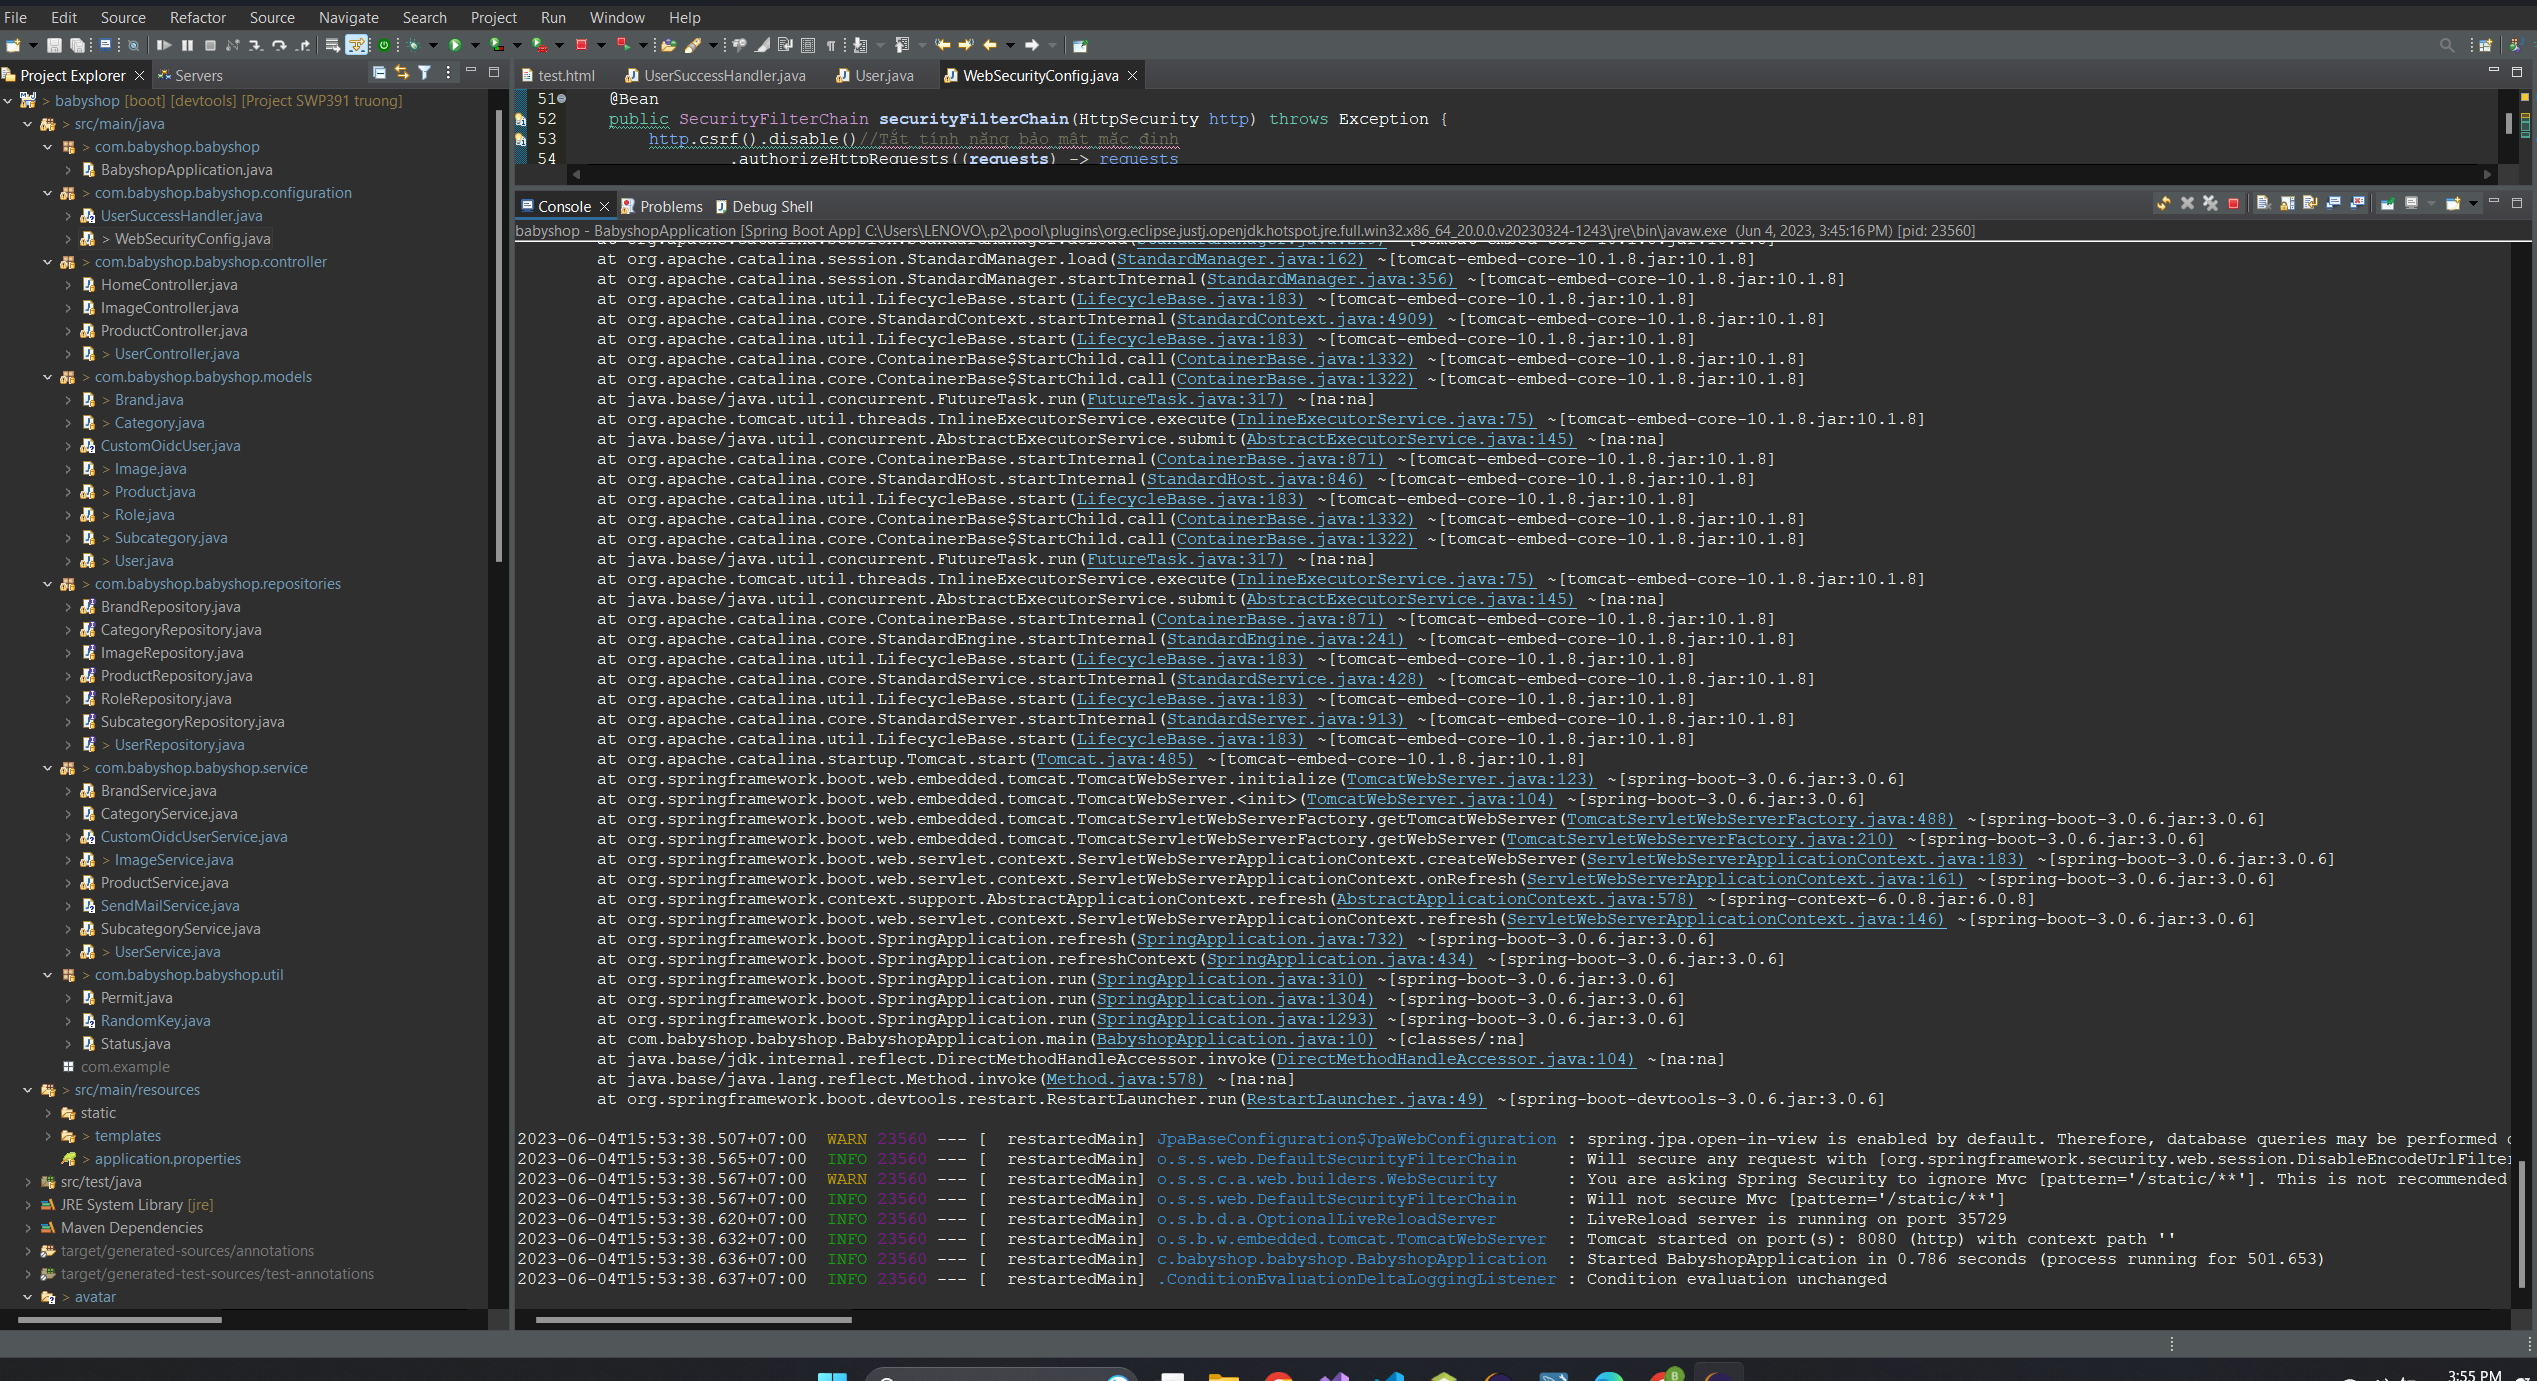 File Edit Source Refactor Source Navigate Search Project Run Window Help
Project Explorer Servers
> babyshop [boot] [devtools] [Project SWP391 truong]
> src/main/java
> com.babyshop.babyshop
BabyshopApplication.java
> com.babyshop.babyshop.configuration
UserSuccessHandler.java
> WebSecurityConfig.java
> com.babyshop.babyshop.controller
HomeController.java
ImageController.java
ProductController.java
> UserController.java
> com.babyshop.babyshop.models
> Brand.java
> Category.java
CustomOidcUser.java
> Image.java
> Product.java
> Role.java
> Subcategory.java
> User.java
> com.babyshop.babyshop.repositories
BrandRepository.java
CategoryRepository.java
ImageRepository.java
ProductRepository.java
RoleRepository.java
SubcategoryRepository.java
> UserRepository.java
> com.babyshop.babyshop.service
BrandService.java
CategoryService.java
CustomOidcUserService.java
> ImageService.java
ProductService.java
SendMailService.java
SubcategoryService.java
> UserService.java
> com.babyshop.babyshop.util
Permit.java
RandomKey.java
Status.java
com.example
> src/main/resources
static
> templates
> application.properties
src/test/java
JRE System Library [jre]
Maven Dependencies
target/generated-sources/annotations
target/generated-test-sources/test-annotations
> avatar
test.html UserSuccessHandler.java User.java WebSecurityConfig.java
51 @Bean
52 public SecurityFilterChain securityFilterChain(HttpSecurity http) throws Exception {
53 http.csrf().disable()//Tắt tính năng bảo mật mặc định
54 .authorizeHttpRequests((requests) -> requests
Console Problems Debug Shell
babyshop - BabyshopApplication [Spring Boot App] C:\Users\LENOVO\.p2\pool\plugins\org.eclipse.justj.openjdk.hotspot.jre.full.win32.x86_64_20.0.0.v20230324-1243\jre\bin\javaw.exe (Jun 4, 2023, 3:45:16 PM) [pid: 23560]
at org.apache.catalina.session.StandardManager.doLoad(StandardManager.java:219) ~[tomcat-embed-core-10.1.8.jar:10.1.8]
at org.apache.catalina.session.StandardManager.load(StandardManager.java:162) ~[tomcat-embed-core-10.1.8.jar:10.1.8]
at org.apache.catalina.session.StandardManager.startInternal(StandardManager.java:356) ~[tomcat-embed-core-10.1.8.jar:10.1.8]
at org.apache.catalina.util.LifecycleBase.start(LifecycleBase.java:183) ~[tomcat-embed-core-10.1.8.jar:10.1.8]
at org.apache.catalina.core.StandardContext.startInternal(StandardContext.java:4909) ~[tomcat-embed-core-10.1.8.jar:10.1.8]
at org.apache.catalina.util.LifecycleBase.start(LifecycleBase.java:183) ~[tomcat-embed-core-10.1.8.jar:10.1.8]
at org.apache.catalina.core.ContainerBase$StartChild.call(ContainerBase.java:1332) ~[tomcat-embed-core-10.1.8.jar:10.1.8]
at org.apache.catalina.core.ContainerBase$StartChild.call(ContainerBase.java:1322) ~[tomcat-embed-core-10.1.8.jar:10.1.8]
at java.base/java.util.concurrent.FutureTask.run(FutureTask.java:317) ~[na:na]
at org.apache.tomcat.util.threads.InlineExecutorService.execute(InlineExecutorService.java:75) ~[tomcat-embed-core-10.1.8.jar:10.1.8]
at java.base/java.util.concurrent.AbstractExecutorService.submit(AbstractExecutorService.java:145) ~[na:na]
at org.apache.catalina.core.ContainerBase.startInternal(ContainerBase.java:871) ~[tomcat-embed-core-10.1.8.jar:10.1.8]
at org.apache.catalina.core.StandardHost.startInternal(StandardHost.java:846) ~[tomcat-embed-core-10.1.8.jar:10.1.8]
at org.apache.catalina.util.LifecycleBase.start(LifecycleBase.java:183) ~[tomcat-embed-core-10.1.8.jar:10.1.8]
at org.apache.catalina.core.ContainerBase$StartChild.call(ContainerBase.java:1332) ~[tomcat-embed-core-10.1.8.jar:10.1.8]
at org.apache.catalina.core.ContainerBase$StartChild.call(ContainerBase.java:1322) ~[tomcat-embed-core-10.1.8.jar:10.1.8]
at java.base/java.util.concurrent.FutureTask.run(FutureTask.java:317) ~[na:na]
at org.apache.tomcat.util.threads.InlineExecutorService.execute(InlineExecutorService.java:75) ~[tomcat-embed-core-10.1.8.jar:10.1.8]
at java.base/java.util.concurrent.AbstractExecutorService.submit(AbstractExecutorService.java:145) ~[na:na]
at org.apache.catalina.core.ContainerBase.startInternal(ContainerBase.java:871) ~[tomcat-embed-core-10.1.8.jar:10.1.8]
at org.apache.catalina.core.StandardEngine.startInternal(StandardEngine.java:241) ~[tomcat-embed-core-10.1.8.jar:10.1.8]
at org.apache.catalina.util.LifecycleBase.start(LifecycleBase.java:183) ~[tomcat-embed-core-10.1.8.jar:10.1.8]
at org.apache.catalina.core.StandardService.startInternal(StandardService.java:428) ~[tomcat-embed-core-10.1.8.jar:10.1.8]
at org.apache.catalina.util.LifecycleBase.start(LifecycleBase.java:183) ~[tomcat-embed-core-10.1.8.jar:10.1.8]
at org.apache.catalina.core.StandardServer.startInternal(StandardServer.java:913) ~[tomcat-embed-core-10.1.8.jar:10.1.8]
at org.apache.catalina.util.LifecycleBase.start(LifecycleBase.java:183) ~[tomcat-embed-core-10.1.8.jar:10.1.8]
at org.apache.catalina.startup.Tomcat.start(Tomcat.java:485) ~[tomcat-embed-core-10.1.8.jar:10.1.8]
at org.springframework.boot.web.embedded.tomcat.TomcatWebServer.initialize(TomcatWebServer.java:123) ~[spring-boot-3.0.6.jar:3.0.6]
at org.springframework.boot.web.embedded.tomcat.TomcatWebServer.<init>(TomcatWebServer.java:104) ~[spring-boot-3.0.6.jar:3.0.6]
at org.springframework.boot.web.embedded.tomcat.TomcatServletWebServerFactory.getTomcatWebServer(TomcatServletWebServerFactory.java:488) ~[spring-boot-3.0.6.jar:3.0.6]
at org.springframework.boot.web.embedded.tomcat.TomcatServletWebServerFactory.getWebServer(TomcatServletWebServerFactory.java:210) ~[spring-boot-3.0.6.jar:3.0.6]
at org.springframework.boot.web.servlet.context.ServletWebServerApplicationContext.createWebServer(ServletWebServerApplicationContext.java:183) ~[spring-boot-3.0.6.jar:3.0.6]
at org.springframework.boot.web.servlet.context.ServletWebServerApplicationContext.onRefresh(ServletWebServerApplicationContext.java:161) ~[spring-boot-3.0.6.jar:3.0.6]
at org.springframework.context.support.AbstractApplicationContext.refresh(AbstractApplicationContext.java:578) ~[spring-context-6.0.8.jar:6.0.8]
at org.springframework.boot.web.servlet.context.ServletWebServerApplicationContext.refresh(ServletWebServerApplicationContext.java:146) ~[spring-boot-3.0.6.jar:3.0.6]
at org.springframework.boot.SpringApplication.refresh(SpringApplication.java:732) ~[spring-boot-3.0.6.jar:3.0.6]
at org.springframework.boot.SpringApplication.refreshContext(SpringApplication.java:434) ~[spring-boot-3.0.6.jar:3.0.6]
at org.springframework.boot.SpringApplication.run(SpringApplication.java:310) ~[spring-boot-3.0.6.jar:3.0.6]
at org.springframework.boot.SpringApplication.run(SpringApplication.java:1304) ~[spring-boot-3.0.6.jar:3.0.6]
at org.springframework.boot.SpringApplication.run(SpringApplication.java:1293) ~[spring-boot-3.0.6.jar:3.0.6]
at com.babyshop.babyshop.BabyshopApplication.main(BabyshopApplication.java:10) ~[classes/:na]
at java.base/jdk.internal.reflect.DirectMethodHandleAccessor.invoke(DirectMethodHandleAccessor.java:104) ~[na:na]
at java.base/java.lang.reflect.Method.invoke(Method.java:578) ~[na:na]
at org.springframework.boot.devtools.restart.RestartLauncher.run(RestartLauncher.java:49) ~[spring-boot-devtools-3.0.6.jar:3.0.6]
2023-06-04T15:53:38.507+07:00 WARN 23560 --- [ restartedMain] JpaBaseConfiguration$JpaWebConfiguration : spring.jpa.open-in-view is enabled by default. Therefore, database queries may be performed
2023-06-04T15:53:38.565+07:00 INFO 23560 --- [ restartedMain] o.s.s.web.DefaultSecurityFilterChain : Will secure any request with [org.springframework.security.web.session.DisableEncodeUrlFilter
2023-06-04T15:53:38.567+07:00 WARN 23560 --- [ restartedMain] o.s.s.c.a.web.builders.WebSecurity : You are asking Spring Security to ignore Mvc [pattern='/static/**']. This is not recommended
2023-06-04T15:53:38.567+07:00 INFO 23560 --- [ restartedMain] o.s.s.web.DefaultSecurityFilterChain : Will not secure Mvc [pattern='/static/**']
2023-06-04T15:53:38.620+07:00 INFO 23560 --- [ restartedMain] o.s.b.d.a.OptionalLiveReloadServer : LiveReload server is running on port 35729
2023-06-04T15:53:38.632+07:00 INFO 23560 --- [ restartedMain] o.s.b.w.embedded.tomcat.TomcatWebServer : Tomcat started on port(s): 8080 (http) with context path ''
2023-06-04T15:53:38.636+07:00 INFO 23560 --- [ restartedMain] c.babyshop.babyshop.BabyshopApplication : Started BabyshopApplication in 0.786 seconds (process running for 501.653)
2023-06-04T15:53:38.637+07:00 INFO 23560 --- [ restartedMain] .ConditionEvaluationDeltaLoggingListener : Condition evaluation unchanged
3:55 PM